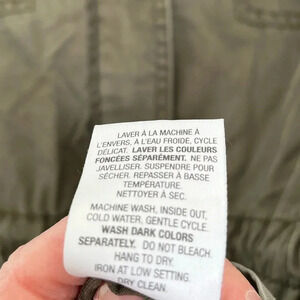 LAVER À LA MACHINE À
L'ENVERS, À L'EAU FROIDE, CYCLE
DÉLICAT. LAVER LES COULEURS
FONCÉES SÉPARÉMENT. NE PAS
JAVELLISER. SUSPENDRE POUR
SÉCHER. REPASSER À BASSE
TEMPÉRATURE.
NETTOYER À SEC.
MACHINE WASH, INSIDE OUT,
COLD WATER, GENTLE CYCLE.
WASH DARK COLORS
SEPARATELY. DO NOT BLEACH.
HANG TO DRY.
IRON AT LOW SETTING.
DRY CLEAN.